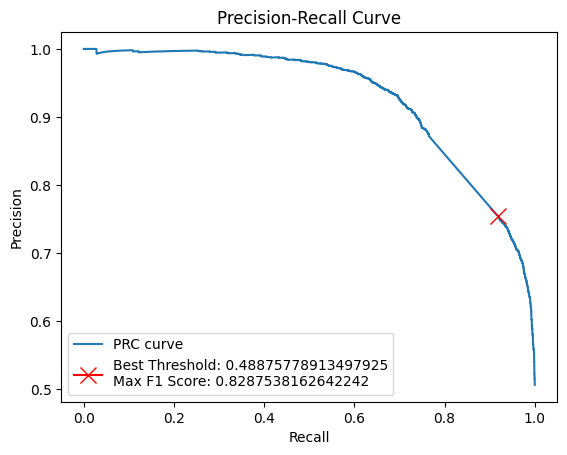 Precision-Recall Curve
1.0
0.9
0.8
0.7
0.6
0.5
Precision
PRC curve
Best Threshold: 0.48875778913497925
Max F1 Score: 0.8287538162642242
0.0 0.2 0.4 0.6 0.8 1.0
Recall